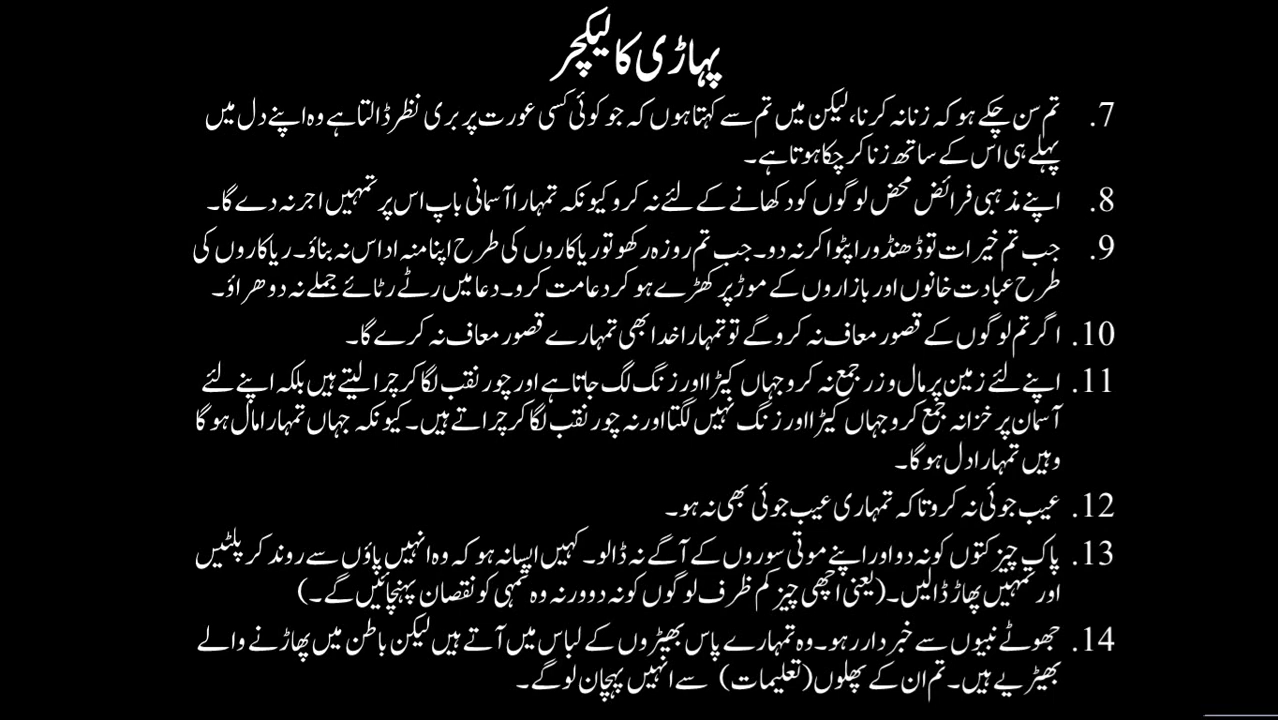 پہاڑی کا لیکچر
7. تم سن چکے ہو کہ زنا نہ کرنا، لیکن میں تم سے کہتا ہوں کہ جو کوئی کسی عورت پر بری نظر ڈالتا ہے وہ اپنے دل میں
پہلے ہی اس کے ساتھ زنا کر چکا ہوتا ہے۔
8. اپنے مذہبی فرائض محض لوگوں کو دکھانے کے لئے نہ کرو کیونکہ تمہارا آسمانی باپ اس پر تمہیں اجر نہ دے گا۔
9. جب تم خیرات تو ڈھنڈورا پٹوا کر نہ دو۔ جب تم روزہ رکھو تو ریاکاروں کی طرح اپنا منہ اداس نہ بناؤ۔ ریاکاروں کی
طرح عبادت خانوں اور بازاروں کے موڑ پر کھڑے ہو کر دعا مت کرو۔ دعا میں رٹے رٹائے جملے نہ دوھراؤ۔
10. اگر تم لوگوں کے قصور معاف نہ کرو گے تو تمہارا خدا بھی تمہارے قصور معاف نہ کرے گا۔
11. اپنے لئے زمین پر مال و زر جمع نہ کرو جہاں کیڑا اور زنگ لگ جاتا ہے اور چور نقب لگا کر چرا لیتے ہیں بلکہ اپنے لئے
آسمان پر خزانہ جمع کرو جہاں کیڑا اور زنگ نہیں لگتا اور نہ چور نقب لگا کر چراتے ہیں۔ کیونکہ جہاں تمہارا مال ہو گا
وہیں تمہارا دل ہو گا۔
12. عیب جوئی نہ کرو تا کہ تمہاری عیب جوئی بھی نہ ہو۔
13. پاک چیز کتوں کو نہ دو اور اپنے موتی سوروں کے آگے نہ ڈالو۔ کہیں ایسا نہ ہو کہ وہ انہیں پاؤں سے روند کر پلٹیں
اور تمہیں پھاڑ ڈالیں۔ (یعنی اچھی چیز کم ظرف لوگوں کو نہ دو ورنہ وہ تمہی کو نقصان پہنچائیں گے۔)
14. جھوٹے نبیوں سے خبردار رہو۔ وہ تمہارے پاس بھیڑوں کے لباس میں آتے ہیں لیکن باطن میں پھاڑنے والے
بھیڑیے ہیں۔ تم ان کے پھلوں (تعلیمات) سے انہیں پہچان لو گے۔